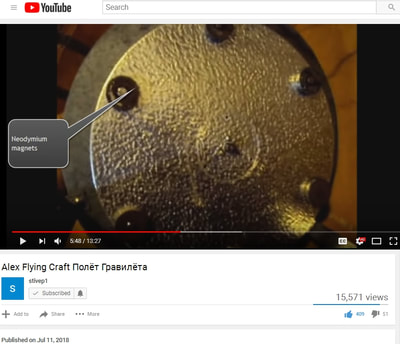 YouTube
Search
Neodymium
magnets
5:48 / 13:27
CC
Alex Flying Craft Полёт Гравилёта
S
stivep1
Subscribed
15,571 views
Add to
Share
More
409
51
Published on Jul 11, 2018